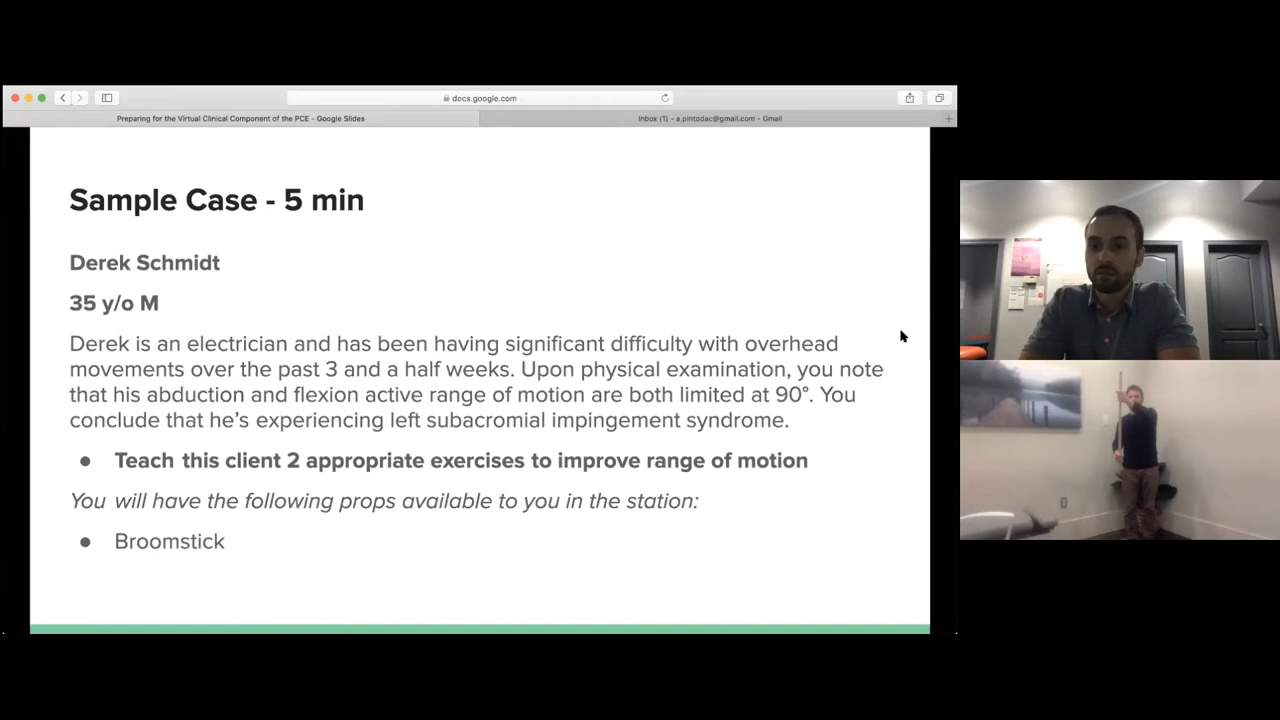 docs.google.com
Preparing for the Virtual Clinical Component of the PCE - Google Slides
Inbox (1) - a.pintodac@gmail.com - Gmail
Sample Case - 5 min
Derek Schmidt
35 y/o M
Derek is an electrician and has been having significant difficulty with overhead
movements over the past 3 and a half weeks. Upon physical examination, you note
that his abduction and flexion active range of motion are both limited at 90°. You
conclude that he's experiencing left subacromial impingement syndrome.
● Teach this client 2 appropriate exercises to improve range of motion
You will have the following props available to you in the station:
● Broomstick